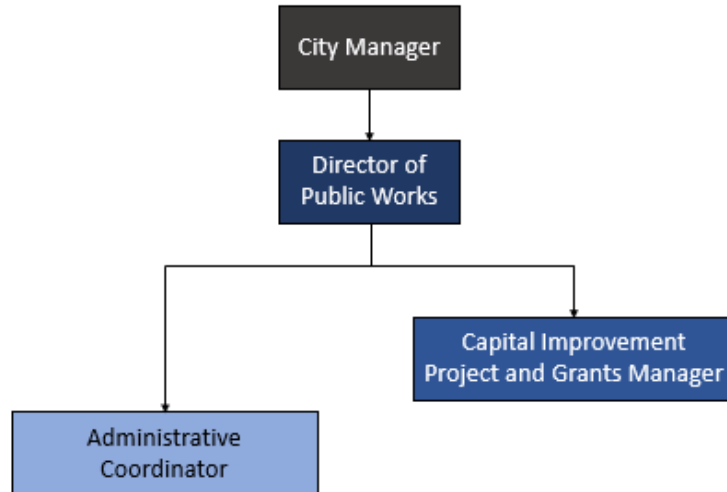 City Manager
Director of
Public Works
Capital Improvement
Project and Grants Manager
Administrative
Coordinator